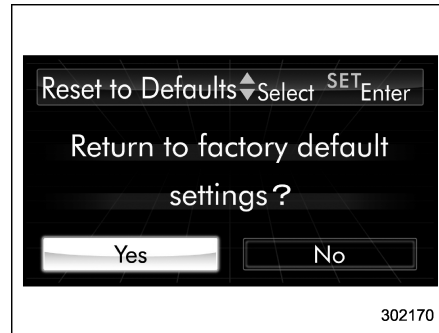 Reset to Defaults Select SET Enter
Return to factory default
settings?
Yes No
302170